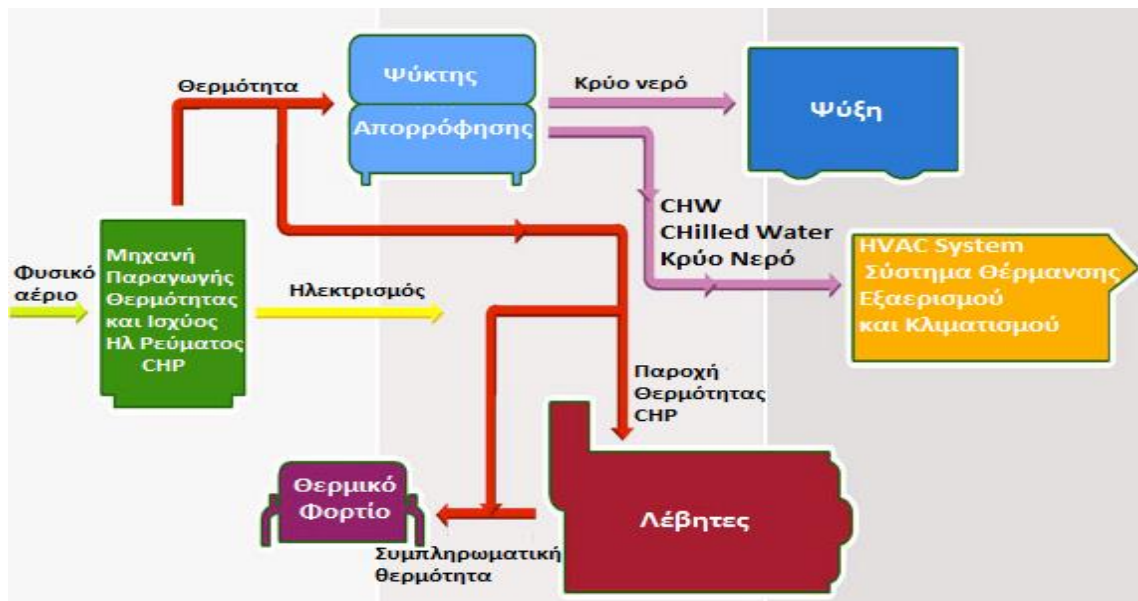 Θερμότητα
Ψύκτης
Απορρόφησης
Κρύο νερό
Ψύξη
CHW
CHilled Water
Κρύο Νερό
HVAC System
Σύστημα Θέρμανσης
Εξαερισμού
και Κλιματισμού
Φυσικό
αέριο
Μηχανή
Παραγωγής
Θερμότητας
και Ισχύος
Ηλ Ρεύματος
CHP
Ηλεκτρισμός
Παροχή
Θερμότητας
CHP
Θερμικό
Φορτίο
Λέβητες
Συμπληρωματική
θερμότητα